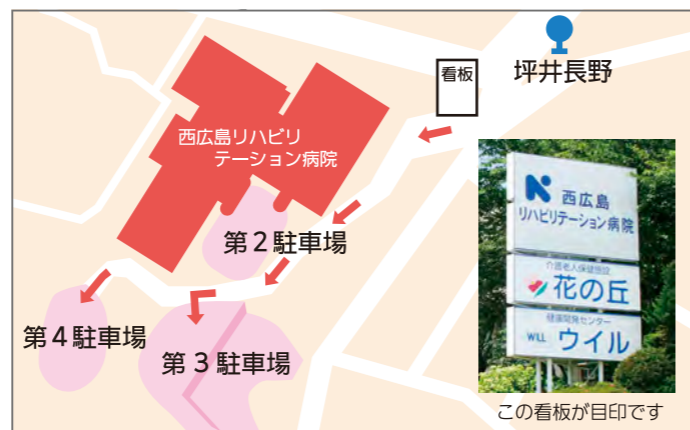 看板
坪井長野
西広島リハビリ
テーション病院
第2駐車場
第4駐車場
第3駐車場
西広島
リハビリテーション病院
介護老人保健施設
花の丘
健康開発センター
WILL ウイル
この看板が目印です